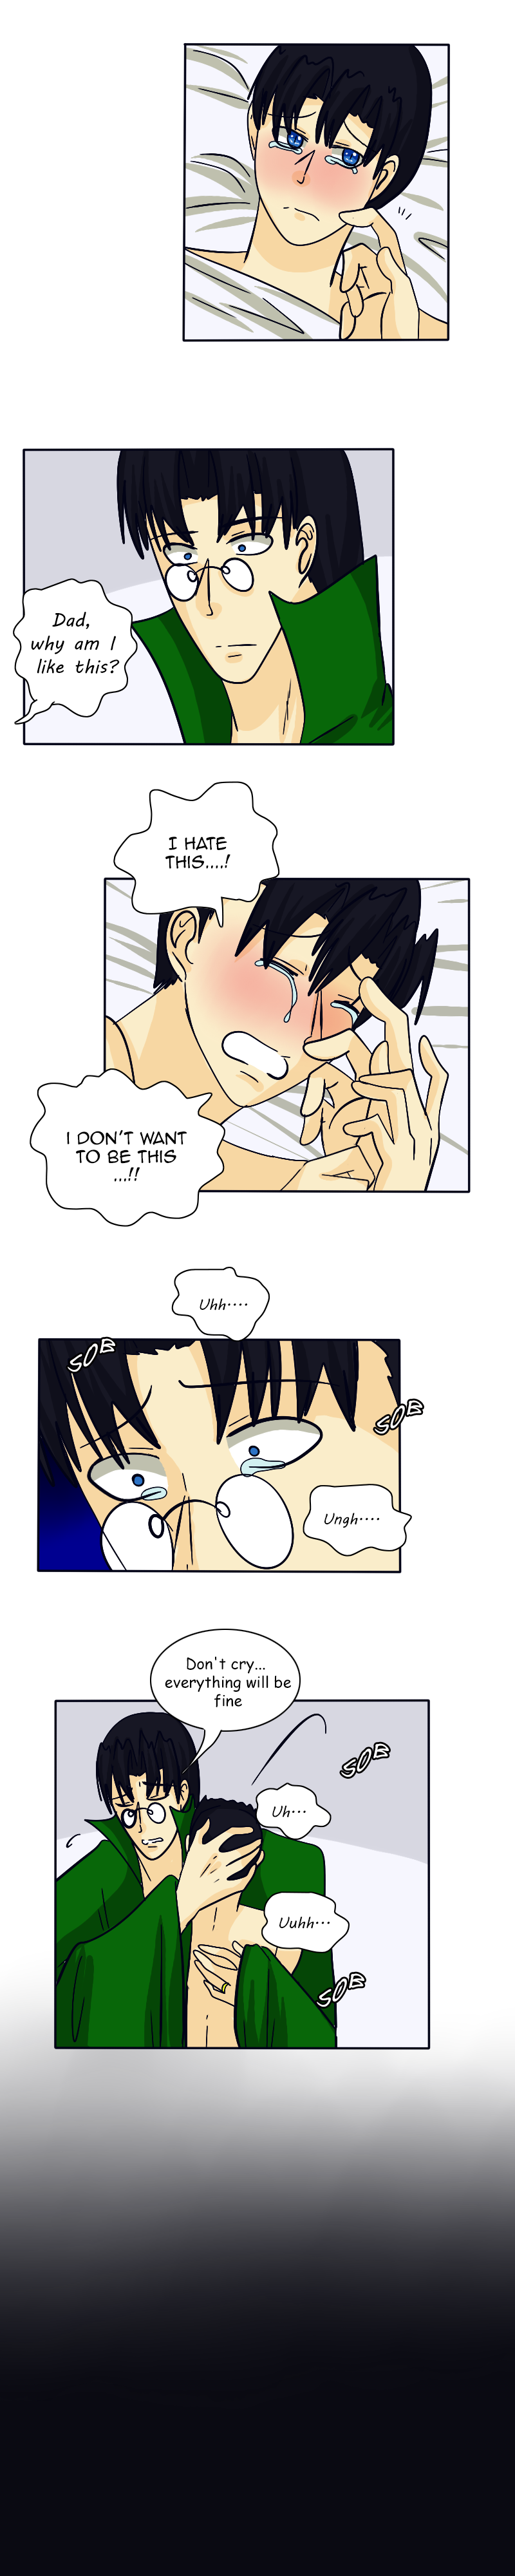 Dad,
why am I
like this?
I HATE
THIS....!
I DON'T WANT
TO BE THIS
...!!
Uhh....
SOB
SOB
Ungh....
Don't cry...
everything will be
fine
SOB
Uh...
Uuhh...
SOB